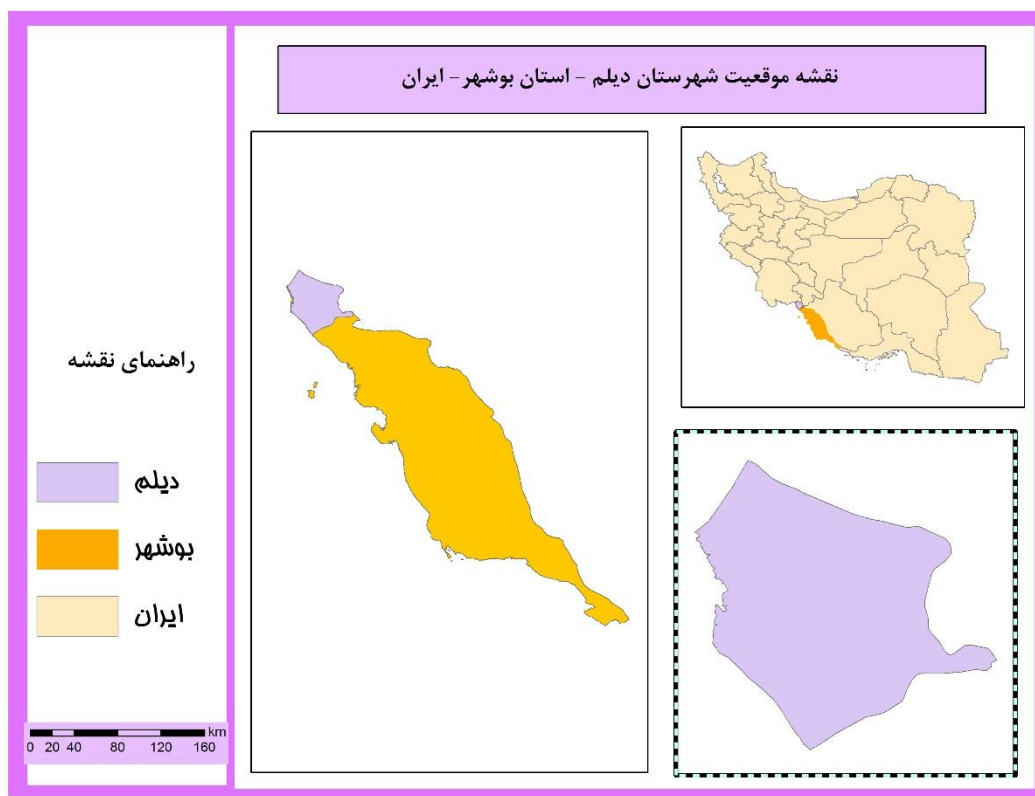 نقشه موقعیت شهرستان دیلم – استان بوشهر – ایران
راهنمای نقشه
دیلم
بوشهر
ایران
km
0 20 40 80 120 160